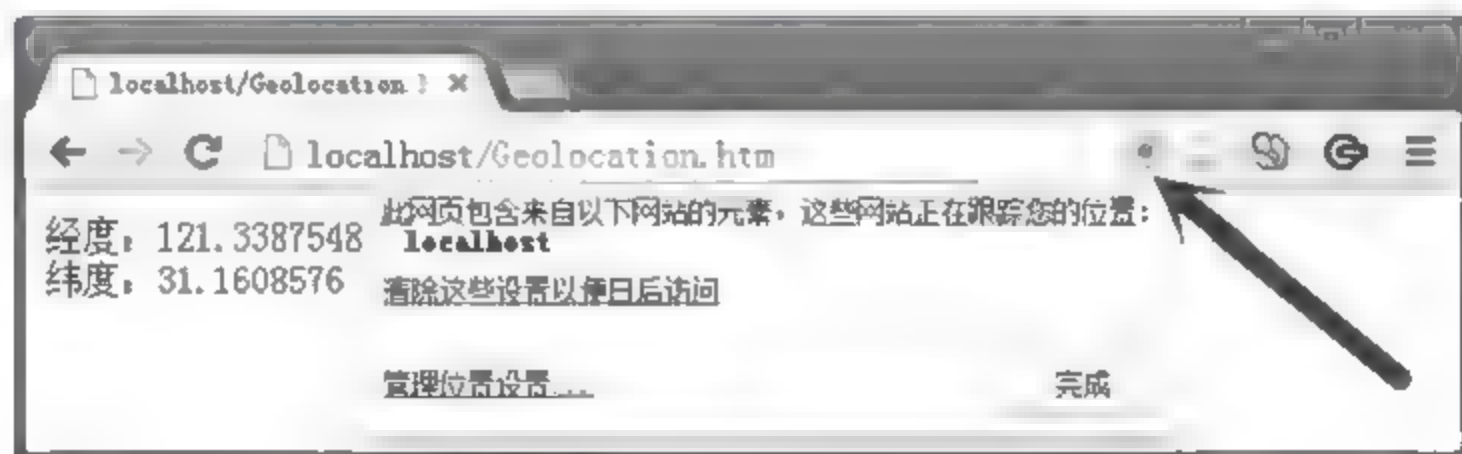 localhost/Geolocation
localhost/Geolocation.htm
经度：121.3387548
纬度：31.1608576
此网页包含来自以下网站的元素，这些网站正在跟踪您的位置：
localhost
清除这些设置以便日后访问
管理位置设置...
完成